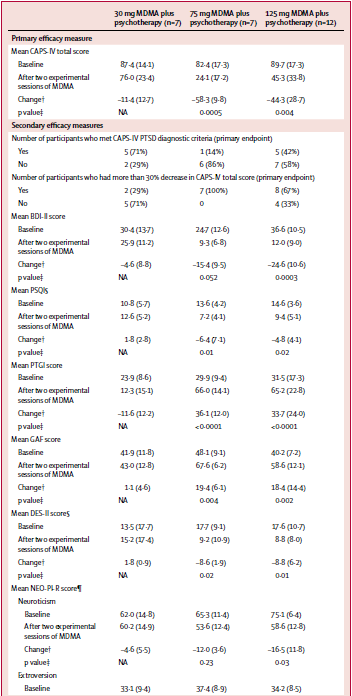 30 mg MDMA plus psychotherapy (n=7) 75 mg MDMA plus psychotherapy (n=7) 125 mg MDMA plus psychotherapy (n=12)
Primary efficacy measure
Mean CAPS-IV total score
Baseline 87·4 (14·1) 82·4 (17·3) 89·7 (17·3)
After two experimental sessions of MDMA 76·0 (23·4) 24·1 (17·2) 45·3 (33·8)
Change† –11·4 (12·7) –58·3 (9·8) –44·3 (28·7)
p value‡ NA 0·0005 0·004
Secondary efficacy measures
Number of participants who met CAPS-IV PTSD diagnostic criteria (primary endpoint)
Yes 5 (71%) 1 (14%) 5 (42%)
No 2 (29%) 6 (86%) 7 (58%)
Number of participants who had more than 30% decrease in CAPS-IV total score (primary endpoint)
Yes 2 (29%) 7 (100%) 8 (67%)
No 5 (71%) 0 4 (33%)
Mean BDI-II score
Baseline 30·4 (13·7) 24·7 (12·6) 36·6 (10·5)
After two experimental sessions of MDMA 25·9 (11·2) 9·3 (6·8) 12·0 (9·0)
Change† –4·6 (8·8) –15·4 (9·5) –24·6 (10·6)
p value‡ NA 0·052 0·0003
Mean PSQI§
Baseline 10·8 (5·7) 13·6 (4·2) 14·6 (3·6)
After two experimental sessions of MDMA 12·6 (5·2) 7·2 (4·1) 9·4 (5·1)
Change† 1·8 (2·8) –6·4 (7·1) –4·8 (4·1)
p value‡ NA 0·01 0·02
Mean PTGI score
Baseline 23·9 (8·6) 29·9 (9·4) 31·5 (17·3)
After two experimental sessions of MDMA 12·3 (15·1) 66·0 (14·1) 65·2 (22·8)
Change† –11·6 (12·2) 36·1 (12·0) 33·7 (24·0)
p value‡ NA <0·0001 <0·0001
Mean GAF score
Baseline 41·9 (11·8) 48·1 (9·1) 40·2 (7·2)
After two experimental sessions of MDMA 43·0 (12·8) 67·6 (6·2) 58·6 (12·1)
Change† 1·1 (4·6) 19·4 (6·1) 18·4 (14·4)
p value‡ NA 0·004 0·002
Mean DES-II score§
Baseline 13·5 (17·7) 17·7 (9·1) 17·6 (10·7)
After two experimental sessions of MDMA 15·2 (17·4) 9·2 (10·9) 8·8 (8·0)
Change† 1·8 (0·9) –8·6 (1·9) –8·8 (6·2)
p value‡ NA 0·02 0·01
Mean NEO-PI-R score¶
Neuroticism
Baseline 62·0 (14·8) 65·3 (11·4) 75·1 (6·4)
After two experimental sessions of MDMA 60·2 (14·9) 53·6 (12·4) 58·6 (12·8)
Change† –4·6 (5·5) –12·0 (3·6) –16·5 (11·8)
p value‡ NA 0·23 0·03
Extroversion
Baseline 33·1 (9·4) 37·4 (8·9) 34·2 (8·5)